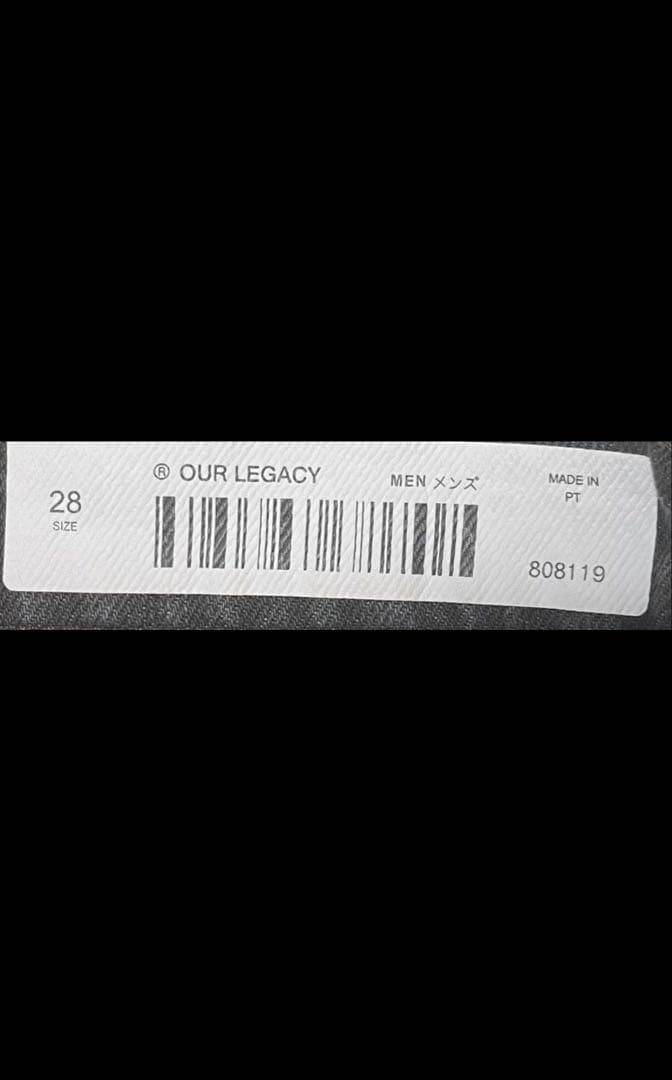 28
SIZE
® OUR LEGACY
MEN メンズ
MADE IN
PT
808119